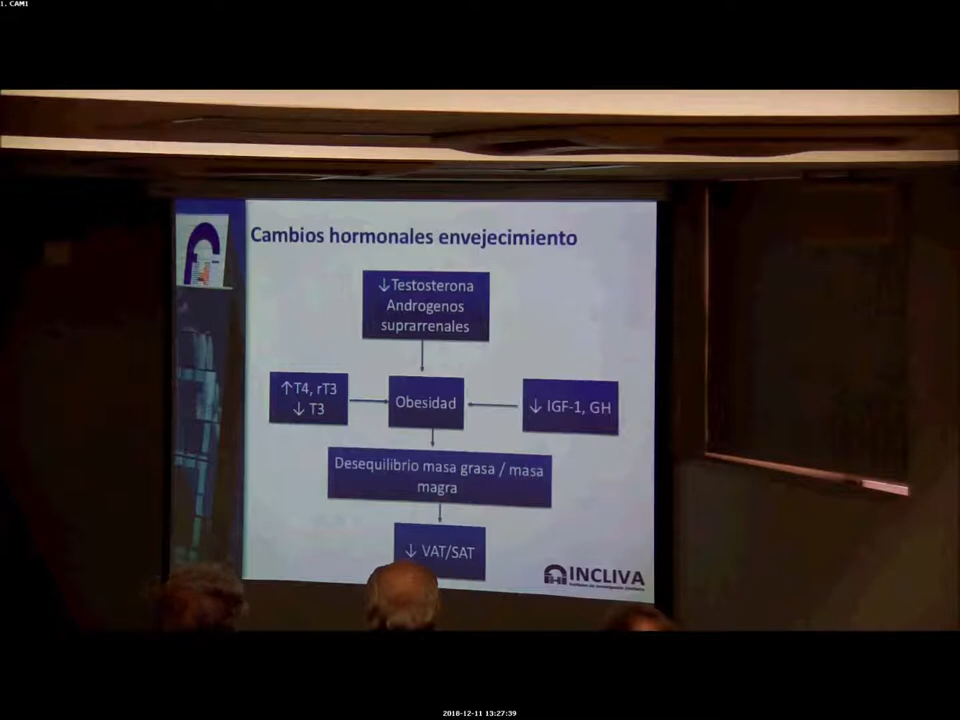 1. CAM1
Cambios hormonales envejecimiento
↓Testosterona
Androgenos
suprarrenales
↑T4, rT3
↓ T3
Obesidad
↓ IGF-1, GH
Desequilibrio masa grasa / masa
magra
↓ VAT/SAT
INCLIVA
2018-12-11 13:27:39